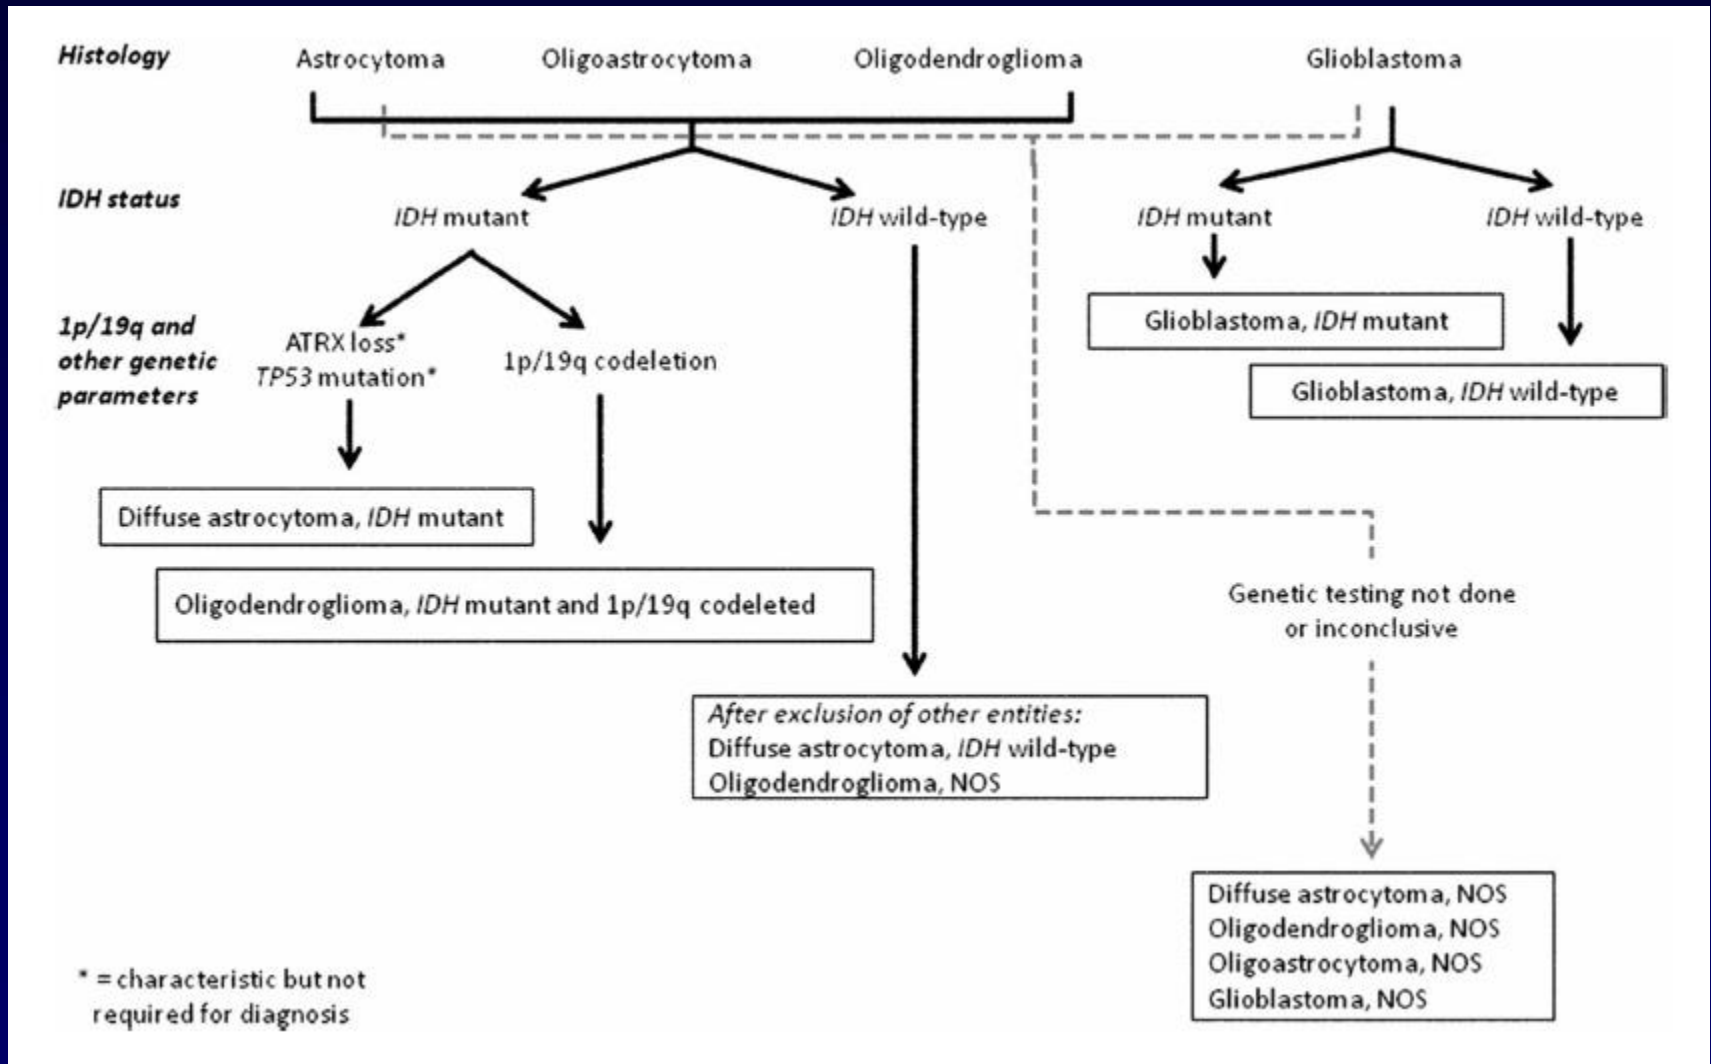 Histology
Astrocytoma
Oligoastrocytoma
Oligodendroglioma
Glioblastoma
IDH status
IDH mutant
IDH wild-type
IDH mutant
IDH wild-type
1p/19q and
other genetic
parameters
ATRX loss*
TP53 mutation*
1p/19q codeletion
Glioblastoma, IDH mutant
Glioblastoma, IDH wild-type
Diffuse astrocytoma, IDH mutant
Oligodendroglioma, IDH mutant and 1p/19q codeleted
Genetic testing not done
or inconclusive
After exclusion of other entities:
Diffuse astrocytoma, IDH wild-type
Oligodendroglioma, NOS
Diffuse astrocytoma, NOS
Oligodendroglioma, NOS
Oligoastrocytoma, NOS
Glioblastoma, NOS
* = characteristic but not
required for diagnosis